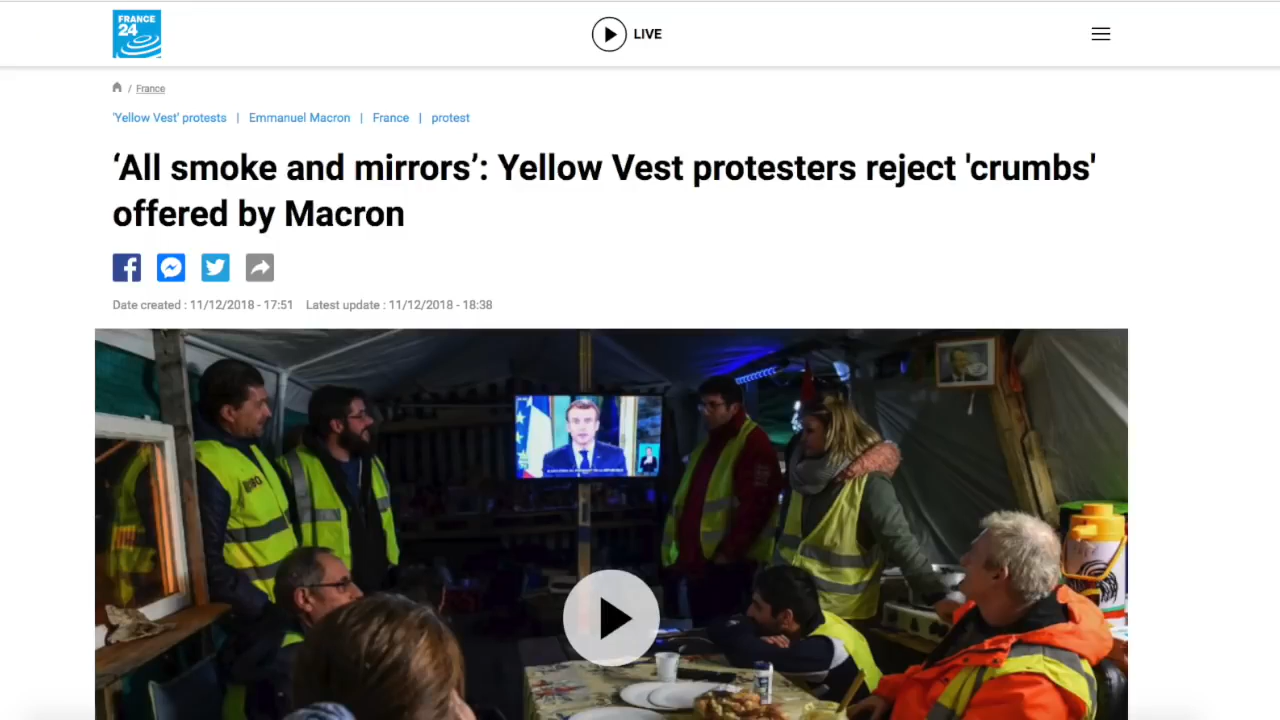 FRANCE
24
LIVE
/ France
'Yellow Vest' protests | Emmanuel Macron | France | protest
‘All smoke and mirrors’: Yellow Vest protesters reject 'crumbs'
offered by Macron
Date created : 11/12/2018 - 17:51 Latest update : 11/12/2018 - 18:38